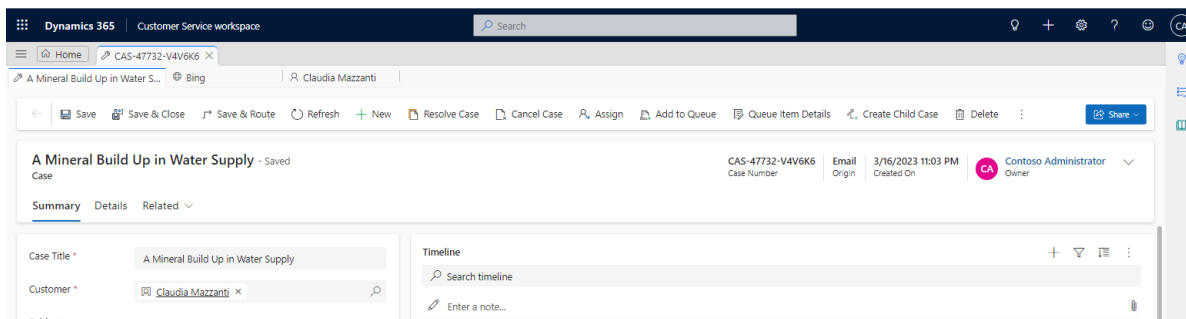 Dynamics 365 Customer Service workspace Search ? CA
Home CAS-47732-V4V6K6
A Mineral Build Up in Water S... Bing Claudia Mazzanti
Save Save & Close Save & Route Refresh New Resolve Case Cancel Case Assign Add to Queue Queue Item Details Create Child Case Delete Share
A Mineral Build Up in Water Supply - Saved
Case
CAS-47732-V4V6K6 Email 3/16/2023 11:03 PM CA Contoso Administrator
Case Number Origin Created On Owner
Summary Details Related
Case Title * A Mineral Build Up in Water Supply
Customer * Claudia Mazzanti
Timeline
Search timeline
Enter a note...